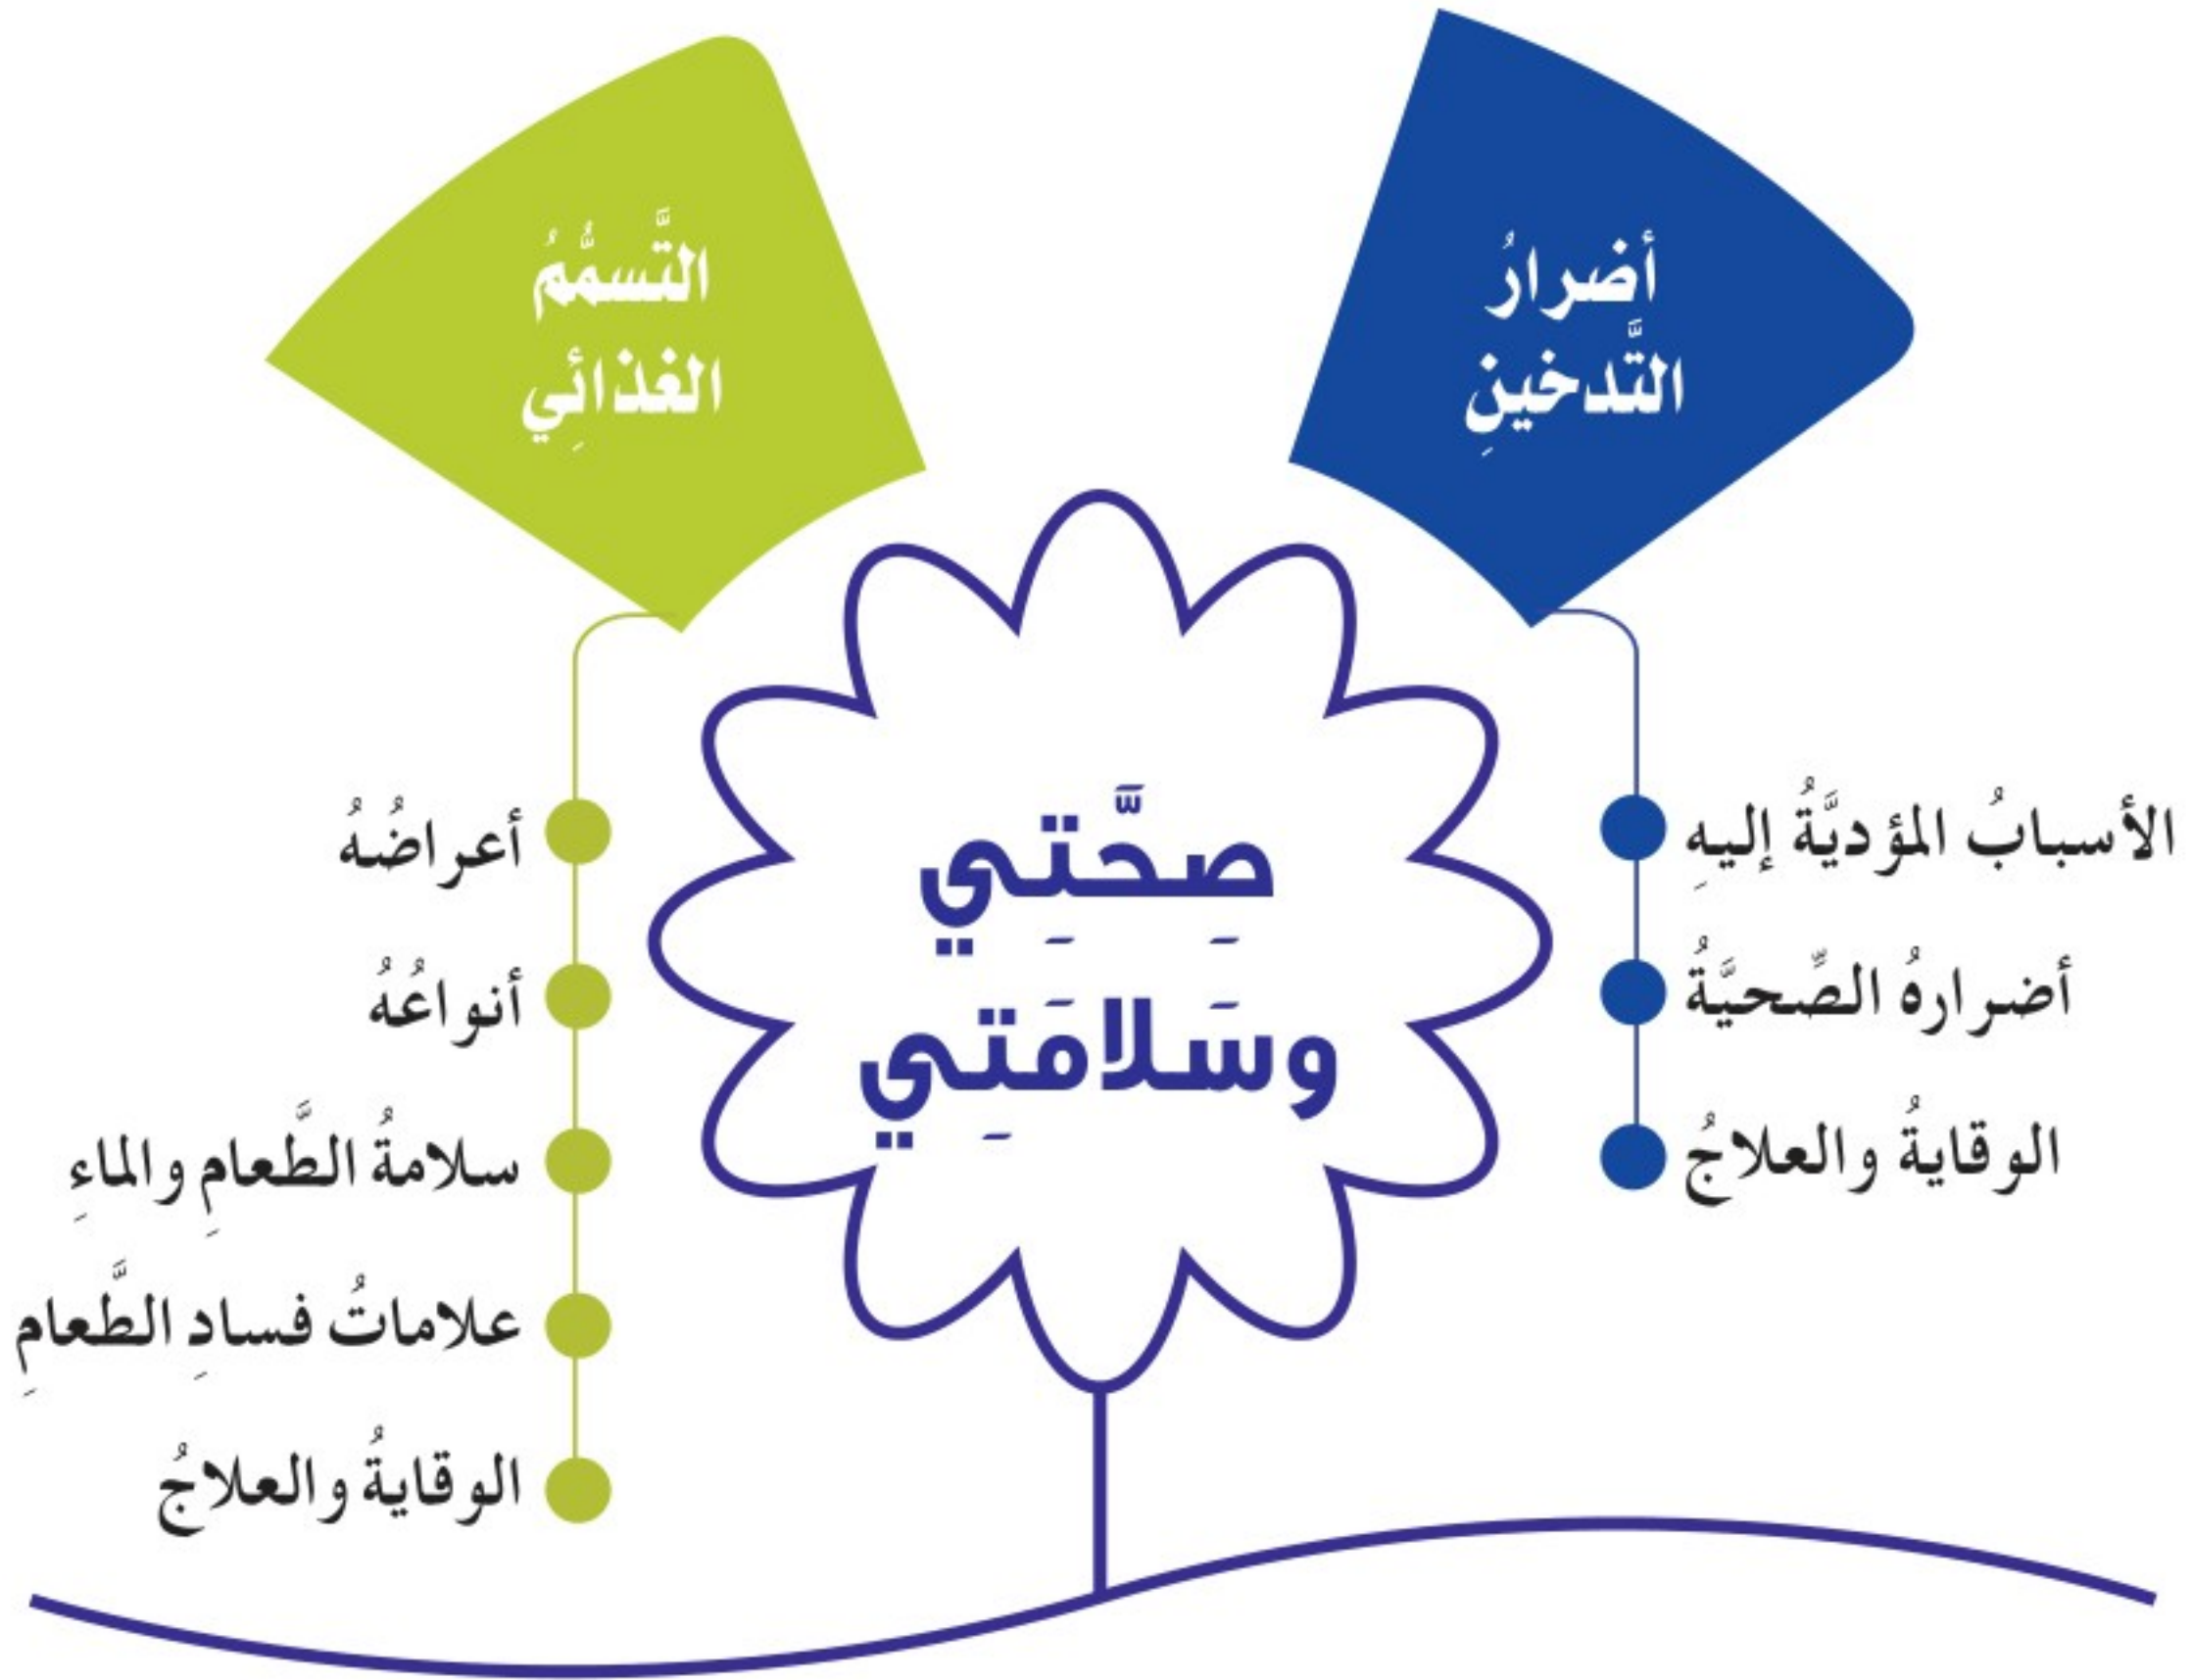 أضرارُ
التَّدخينِ
التَّسمُّمُ
الغذائِي
صِحَّتِي
وسَلامَتِي
الأسبابُ المؤديَّةُ إليهِ
أضرارهُ الصِّحيَّةُ
الوقايةُ والعلاجُ
أعراضُهُ
أنواعُهُ
سلامةُ الطَّعامِ والماءِ
علاماتُ فسادِ الطَّعامِ
الوقايةُ والعلاجُ